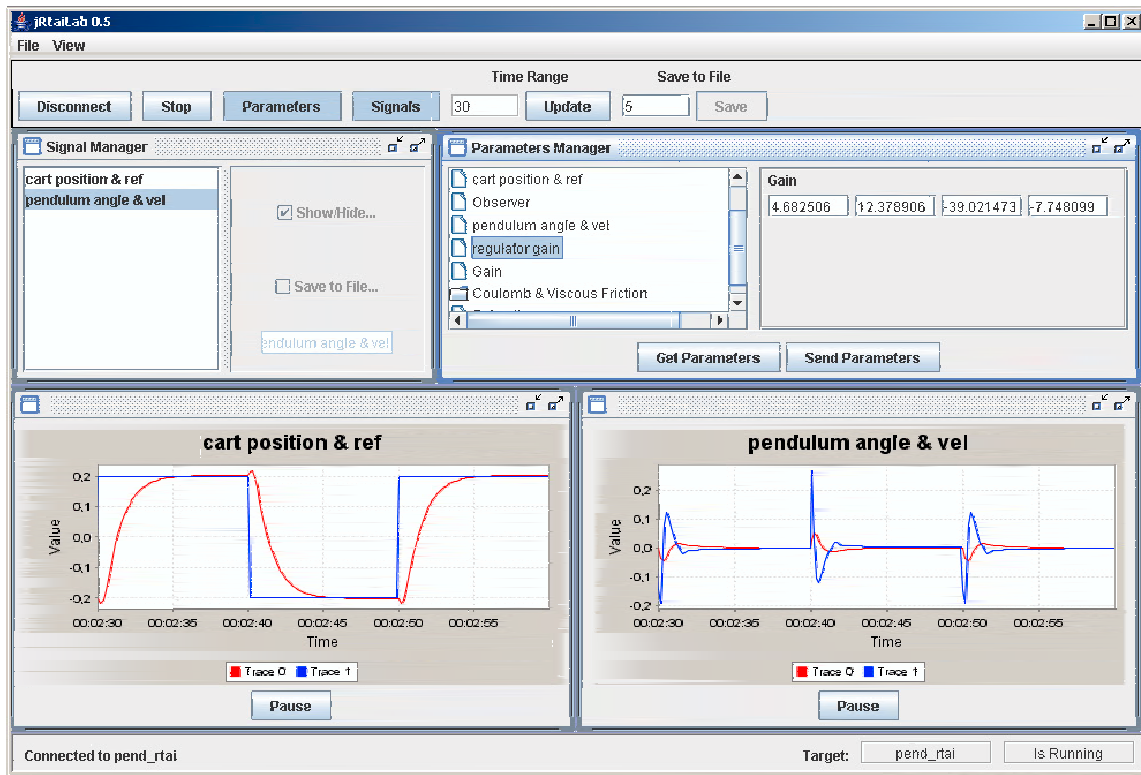 jRtaiLab 0.5
File View
Time Range Save to File
Disconnect Stop Parameters Signals 30 Update 5 Save
Signal Manager
cart position & ref
pendulum angle & vel
Show/Hide...
Save to File...
endulum angle & vel
Parameters Manager
cart position & ref
Observer
pendulum angle & vel
regulator gain
Gain
Coulomb & Viscous Friction
Gain
4.682506 12.378906 -39.021473 -7.748099
Get Parameters Send Parameters
cart position & ref
Value
0,2
0,1
0,0
-0,1
-0,2
00:02:30 00:02:35 00:02:40 00:02:45 00:02:50 00:02:55
Time
Trace 0 Trace 1
Pause
pendulum angle & vel
Value
0,2
0,1
0,0
-0,1
-0,2
00:02:30 00:02:35 00:02:40 00:02:45 00:02:50 00:02:55
Time
Trace 0 Trace 1
Pause
Connected to pend_rtai
Target: pend_rtai Is Running